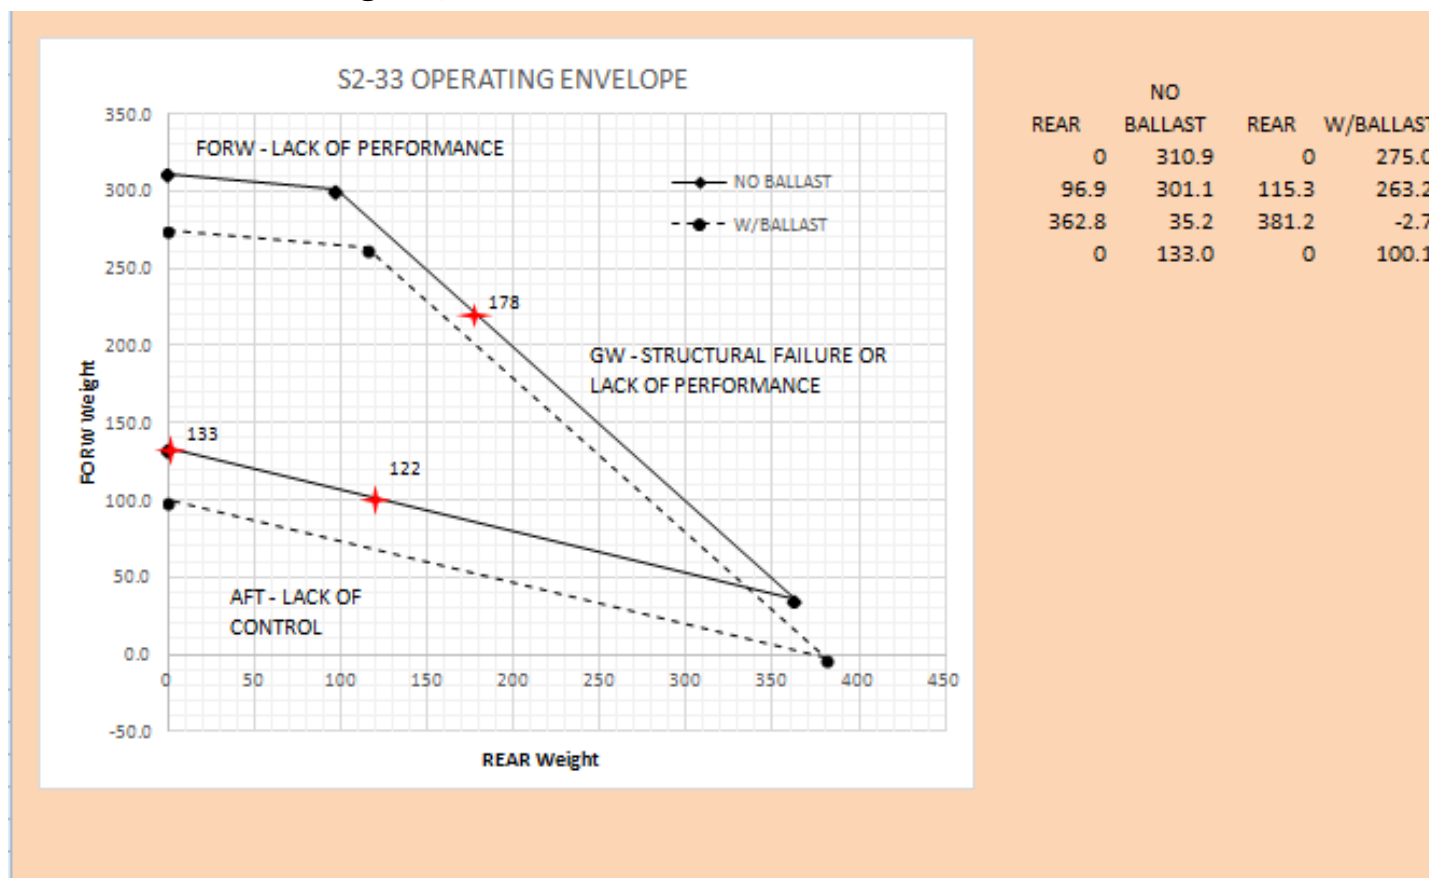 S2-33 OPERATING ENVELOPE
350.0
300.0
250.0
200.0
150.0
100.0
50.0
0.0
-50.0
FORW Weight
FORW - LACK OF PERFORMANCE
NO BALLAST
W/BALLAST
178
GW - STRUCTURAL FAILURE OR
LACK OF PERFORMANCE
133
122
AFT - LACK OF
CONTROL
0 50 100 150 200 250 300 350 400 450
REAR Weight
NO
REAR BALLAST REAR W/BALLAST
0 310.9 0 275.0
96.9 301.1 115.3 263.2
362.8 35.2 381.2 -2.7
0 133.0 0 100.1